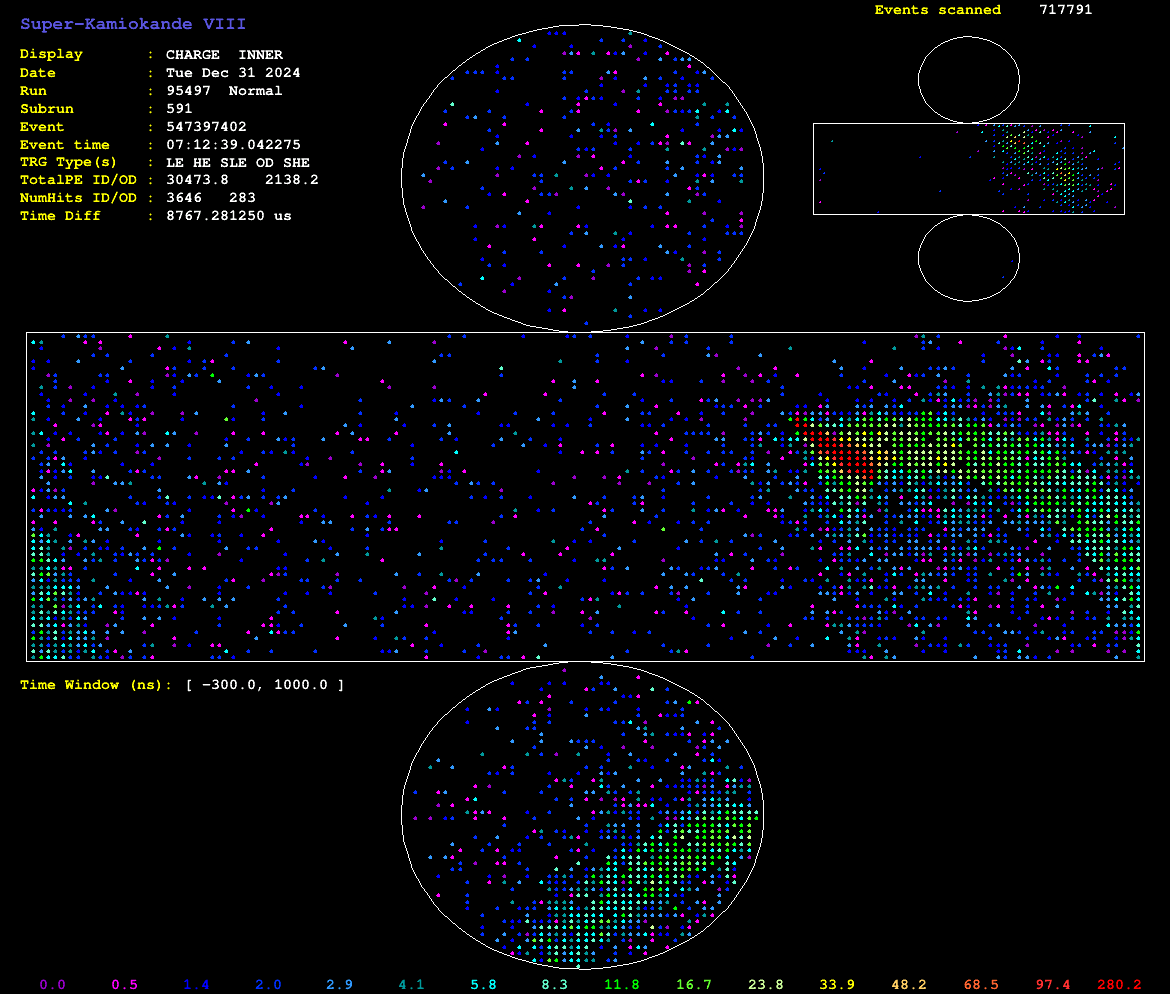 Super-Kamiokande VIII
Events scanned 717791
Display : CHARGE INNER
Date : Tue Dec 31 2024
Run : 95497 Normal
Subrun : 591
Event : 547397402
Event time : 07:12:39.042275
TRG Type(s) : LE HE SLE OD SHE
TotalPE ID/OD : 30473.8 2138.2
NumHits ID/OD : 3646 283
Time Diff : 8767.281250 us
Time Window (ns): [ -300.0, 1000.0 ]
0.0 0.5 1.4 2.0 2.9 4.1 5.8 8.3 11.8 16.7 23.8 33.9 48.2 68.5 97.4 280.2